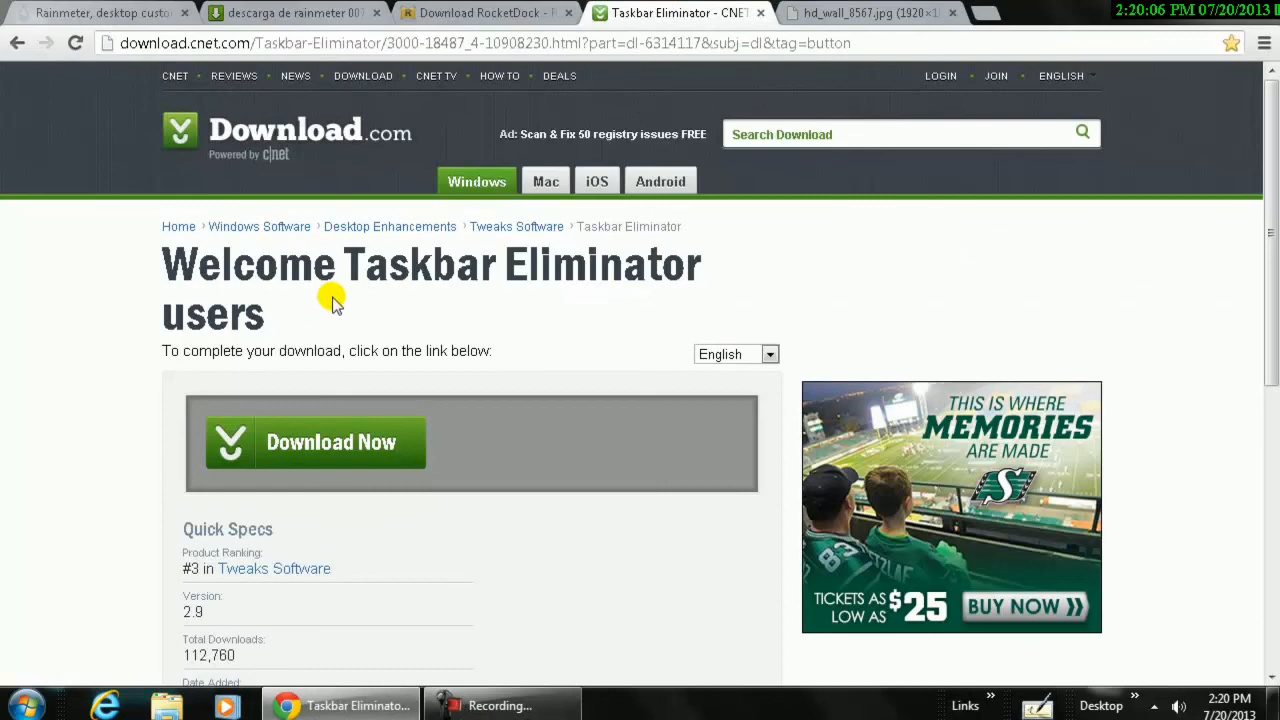 Rainmeter, desktop custo
descargar rainmeter 007
Download RocketDock - R
Taskbar Eliminator - CNET
hd_wall_8567.jpg (1920×1
2:20:06 PM 07/20/2013
download.cnet.com/Taskbar-Eliminator/3000-18487_4-10908230.html?part=dl-6314117&subj=dl&tag=button
CNET REVIEWS NEWS DOWNLOAD CNET TV HOW TO DEALS
LOGIN JOIN ENGLISH
Download.com
Powered by c|net
Ad: Scan & Fix 50 registry issues FREE
Search Download
Windows Mac iOS Android
Home › Windows Software › Desktop Enhancements › Tweaks Software › Taskbar Eliminator
Welcome Taskbar Eliminator
users
To complete your download, click on the link below:
English
Download Now
Quick Specs
Product Ranking:
#3 in Tweaks Software
Version:
2.9
Total Downloads:
112,760
Date Added:
THIS IS WHERE
MEMORIES
ARE MADE
S
83
TICKETS AS
LOW AS
$25
BUY NOW
Taskbar Eliminato...
Recording...
Links »
Desktop »
2:20 PM
7/20/2013